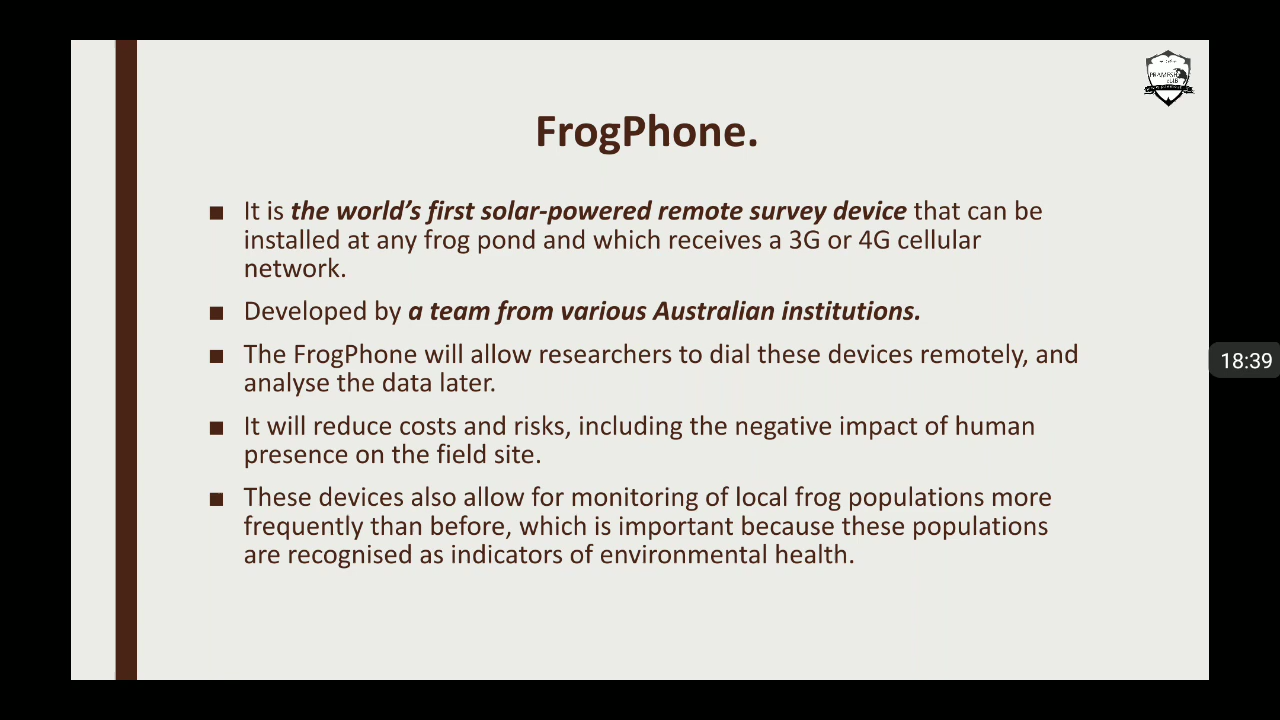 FrogPhone.
■ It is the world's first solar-powered remote survey device that can be
installed at any frog pond and which receives a 3G or 4G cellular
network.
■ Developed by a team from various Australian institutions.
■ The FrogPhone will allow researchers to dial these devices remotely, and
analyse the data later.
■ It will reduce costs and risks, including the negative impact of human
presence on the field site.
■ These devices also allow for monitoring of local frog populations more
frequently than before, which is important because these populations
are recognised as indicators of environmental health.
18:39